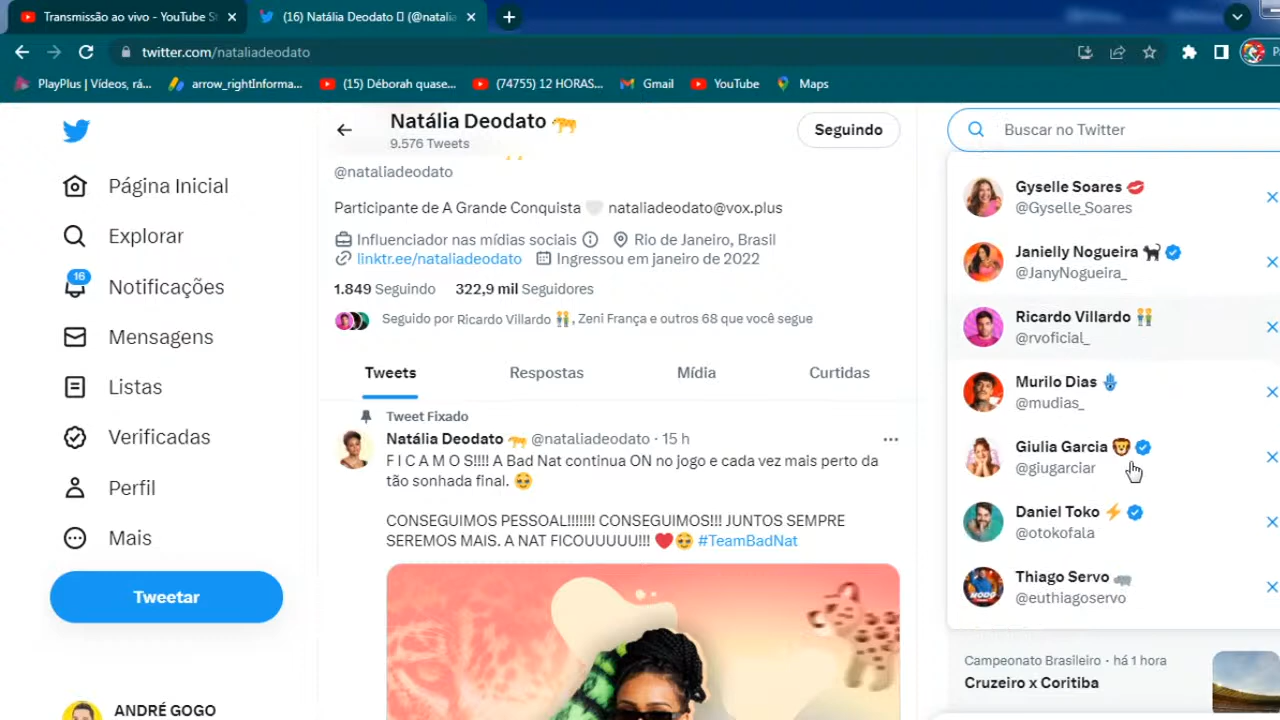 Transmissão ao vivo - YouTube S
(16) Natália Deodato (@natalia
twitter.com/nataliadeodato
PlayPlus | Vídeos, rá...
arrow_rightInforma...
(15) Déborah quase...
(74755) 12 HORAS...
Gmail
YouTube
Maps
Página Inicial
Explorar
16
Notificações
Mensagens
Listas
Verificadas
Perfil
Mais
Tweetar
ANDRÉ GOGO
Natália Deodato 🐆
9.576 Tweets
Seguindo
@nataliadeodato
Participante de A Grande Conquista 🤍 nataliadeodato@vox.plus
Influenciador nas mídias sociais Rio de Janeiro, Brasil
linktr.ee/nataliadeodato Ingressou em janeiro de 2022
1.849 Seguindo 322,9 mil Seguidores
Seguido por Ricardo Villardo 👬, Zeni França e outros 68 que você segue
Tweets Respostas Mídia Curtidas
Tweet Fixado
Natália Deodato 🐆 @nataliadeodato · 15 h
F I C A M O S!!!! A Bad Nat continua ON no jogo e cada vez mais perto da
tão sonhada final. 🥹
CONSEGUIMOS PESSOAL!!!!!!! CONSEGUIMOS!!! JUNTOS SEMPRE
SEREMOS MAIS. A NAT FICOUUUUU!!! ❤️🥹 #TeamBadNat
Buscar no Twitter
Gyselle Soares 💋
@Gyselle_Soares
Janielly Nogueira 🐈‍⬛
@JanyNogueira_
Ricardo Villardo 👬
@rvoficial_
Murilo Dias 🪬
@mudias_
Giulia Garcia 🦁
@giugarciar
Daniel Toko ⚡
@otokofala
Thiago Servo 🦏
@euthiagoservo
Campeonato Brasileiro · há 1 hora
Cruzeiro x Coritiba